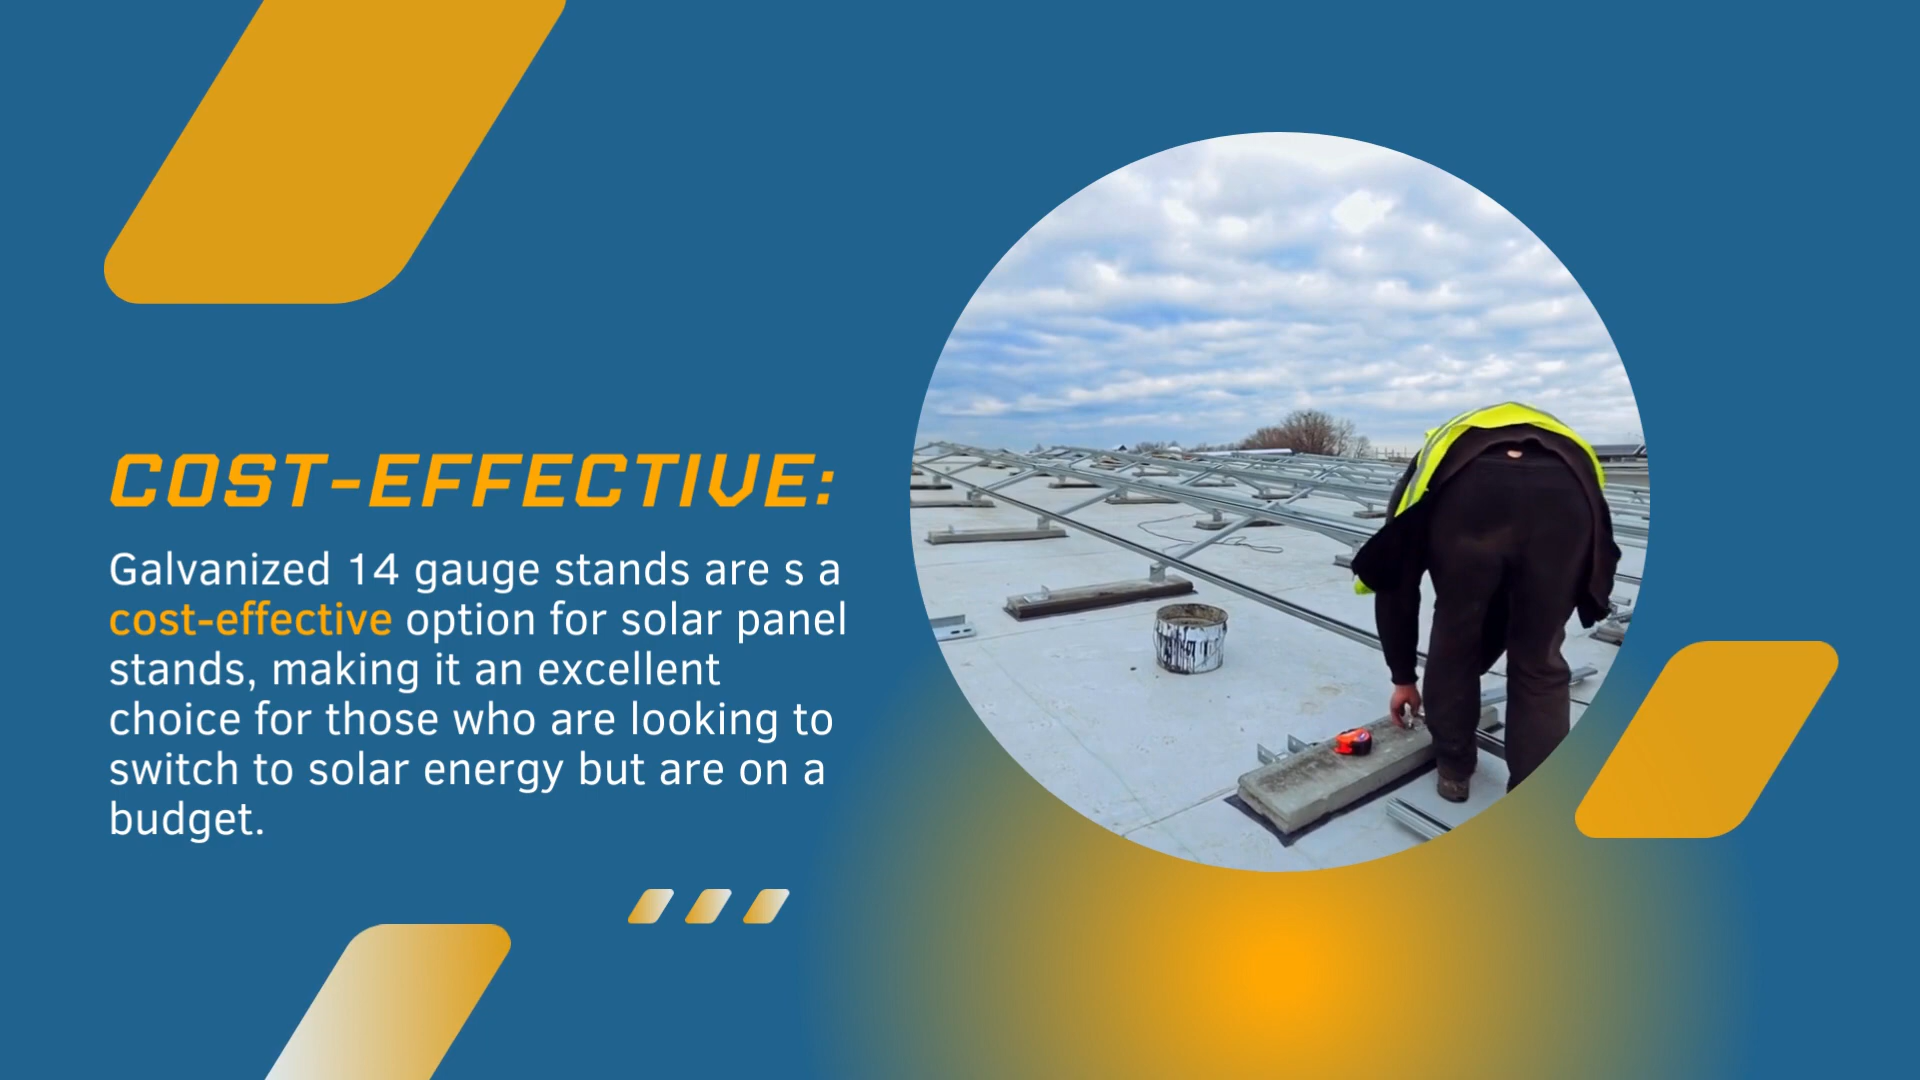 COST-EFFECTIVE:
Galvanized 14 gauge stands are s a
cost-effective option for solar panel
stands, making it an excellent
choice for those who are looking to
switch to solar energy but are on a
budget.